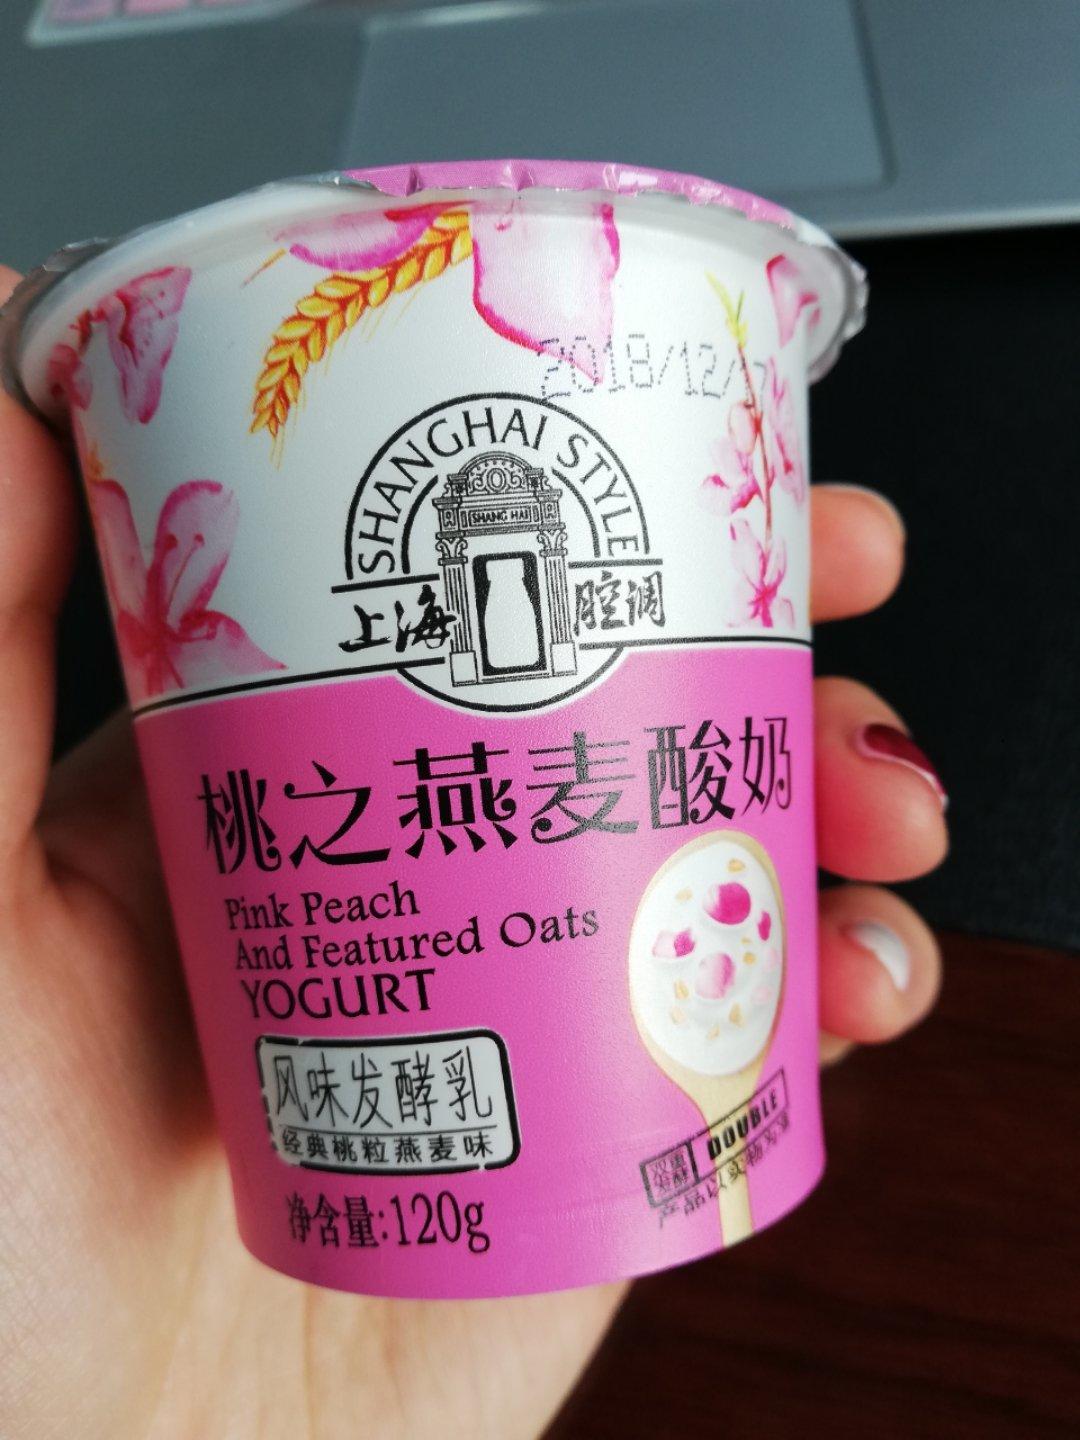 2018/12/
SHANGHAI STYLE
SHANG HAI
上海 腔调
桃之燕麦酸奶
Pink Peach
And Featured Oats
YOGURT
风味发酵乳
经典桃粒燕麦味
净含量:120g
DOUBLE
产品以实物为准